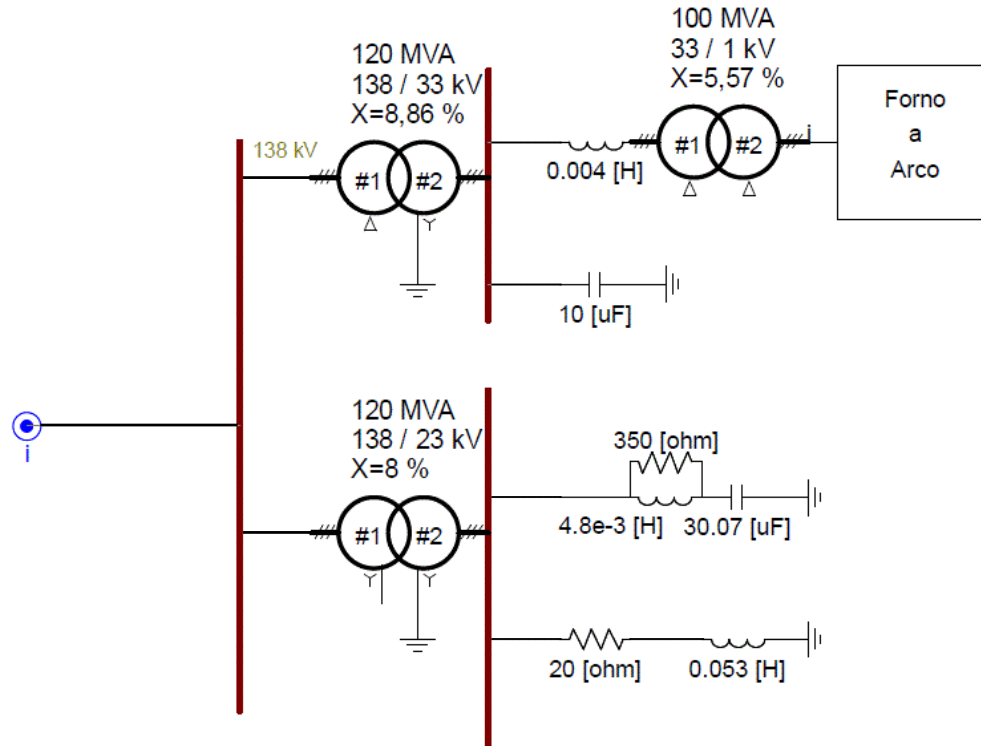 120 MVA
138 / 33 kV
X=8,86 %
138 kV
#1
#2
100 MVA
33 / 1 kV
X=5,57 %
0.004 [H]
#1
#2
i
Forno
a
Arco
10 [uF]
i
120 MVA
138 / 23 kV
X=8 %
#1
#2
350 [ohm]
4.8e-3 [H]
30.07 [uF]
20 [ohm]
0.053 [H]